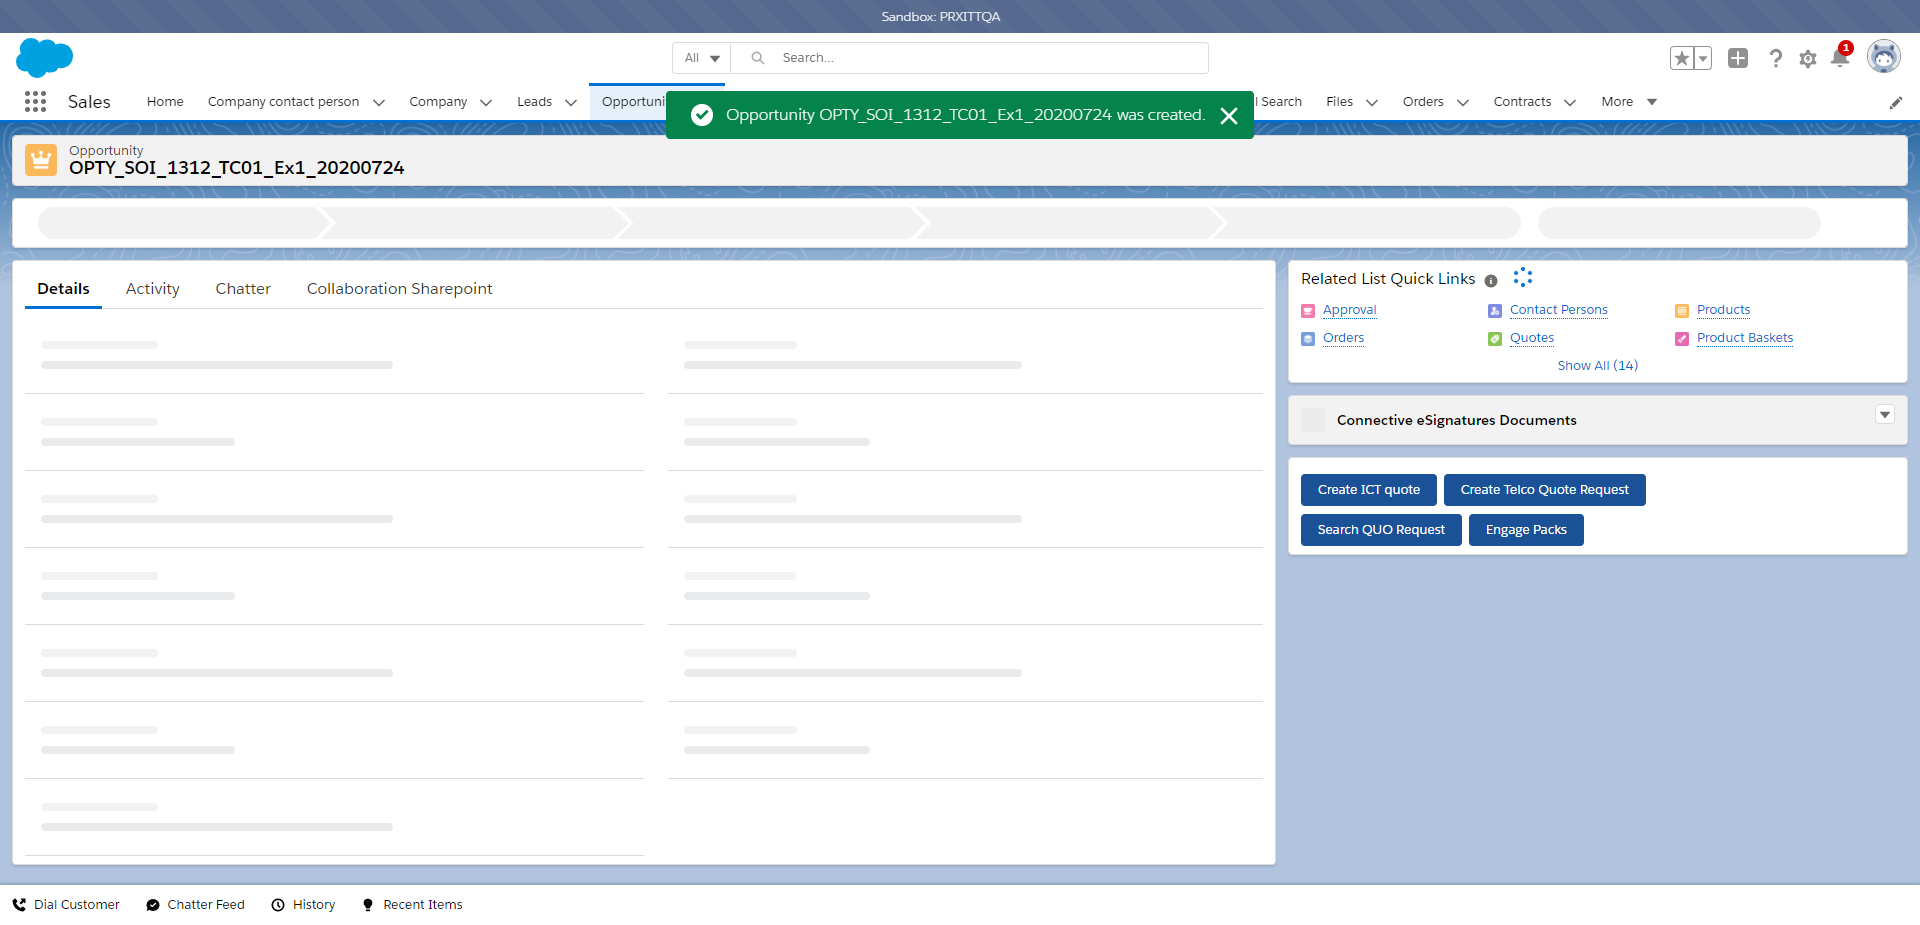 Sandbox: PRXITTQA
All
Search...
1
Sales
Home
Company contact person
Company
Leads
Opportuni
l Search
Files
Orders
Contracts
More
Opportunity OPTY_SOI_1312_TC01_Ex1_20200724 was created.
Opportunity
OPTY_SOI_1312_TC01_Ex1_20200724
Details
Activity
Chatter
Collaboration Sharepoint
Related List Quick Links
Approval
Contact Persons
Products
Orders
Quotes
Product Baskets
Show All (14)
Connective eSignatures Documents
Create ICT quote
Create Telco Quote Request
Search QUO Request
Engage Packs
Dial Customer
Chatter Feed
History
Recent Items